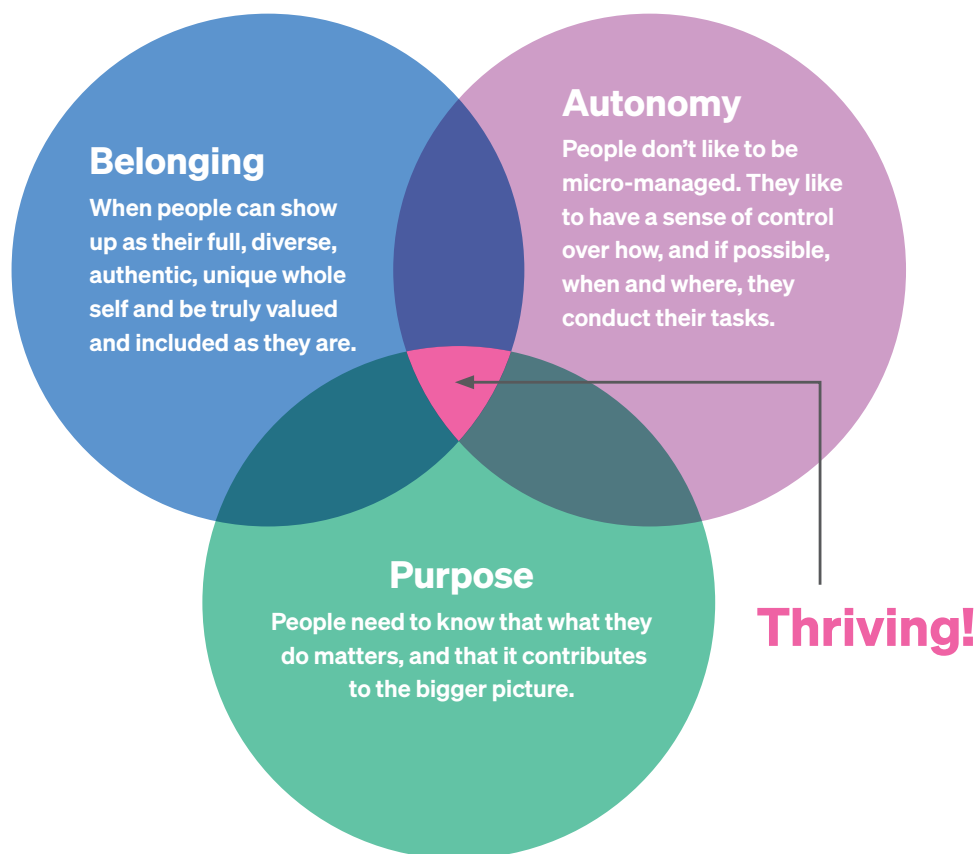 Belonging
When people can show
up as their full, diverse,
authentic, unique whole
self and be truly valued
and included as they are.
Autonomy
People don’t like to be
micro-managed. They like
to have a sense of control
over how, and if possible,
when and where, they
conduct their tasks.
Purpose
People need to know that what they
do matters, and that it contributes
to the bigger picture.
Thriving!